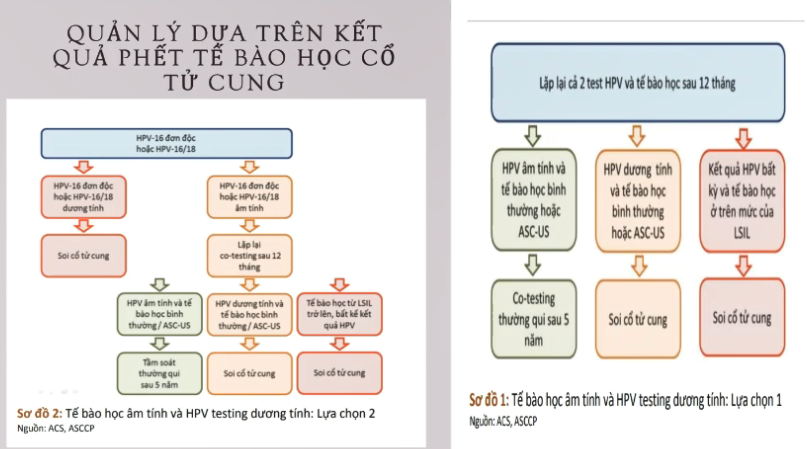 QUẢN LÝ DỰA TRÊN KẾT
QUẢ PHẾT TẾ BÀO HỌC CỔ
TỬ CUNG
HPV-16 đơn độc
hoặc HPV-16/18
HPV-16 đơn độc
hoặc HPV-16/18
dương tính
HPV-16 đơn độc
hoặc HPV-16/18
âm tính
Soi cổ tử cung
Lặp lại
co-testing sau 12
tháng
HPV âm tính và tế
bào học bình
thường / ASC-US
HPV dương tính và
tế bào học bình
thường / ASC-US
Tế bào học từ LSIL
trở lên, bất kể kết
quả HPV
Tầm soát
thường qui
sau 5 năm
Soi cổ tử cung
Soi cổ tử cung
Sơ đồ 2: Tế bào học âm tính và HPV testing dương tính: Lựa chọn 2
Nguồn: ACS, ASCCP
Lặp lại cả 2 test HPV và tế bào học sau 12 tháng
HPV âm tính và
tế bào học bình
thường hoặc
ASC-US
HPV dương tính
và tế bào học
bình thường
hoặc ASC-US
Kết quả HPV bất
kỳ và tế bào học
ở trên mức của
LSIL
Co-testing
thường qui sau 5
năm
Soi cổ tử cung
Soi cổ tử cung
Sơ đồ 1: Tế bào học âm tính và HPV testing dương tính: Lựa chọn 1
Nguồn: ACS, ASCCP